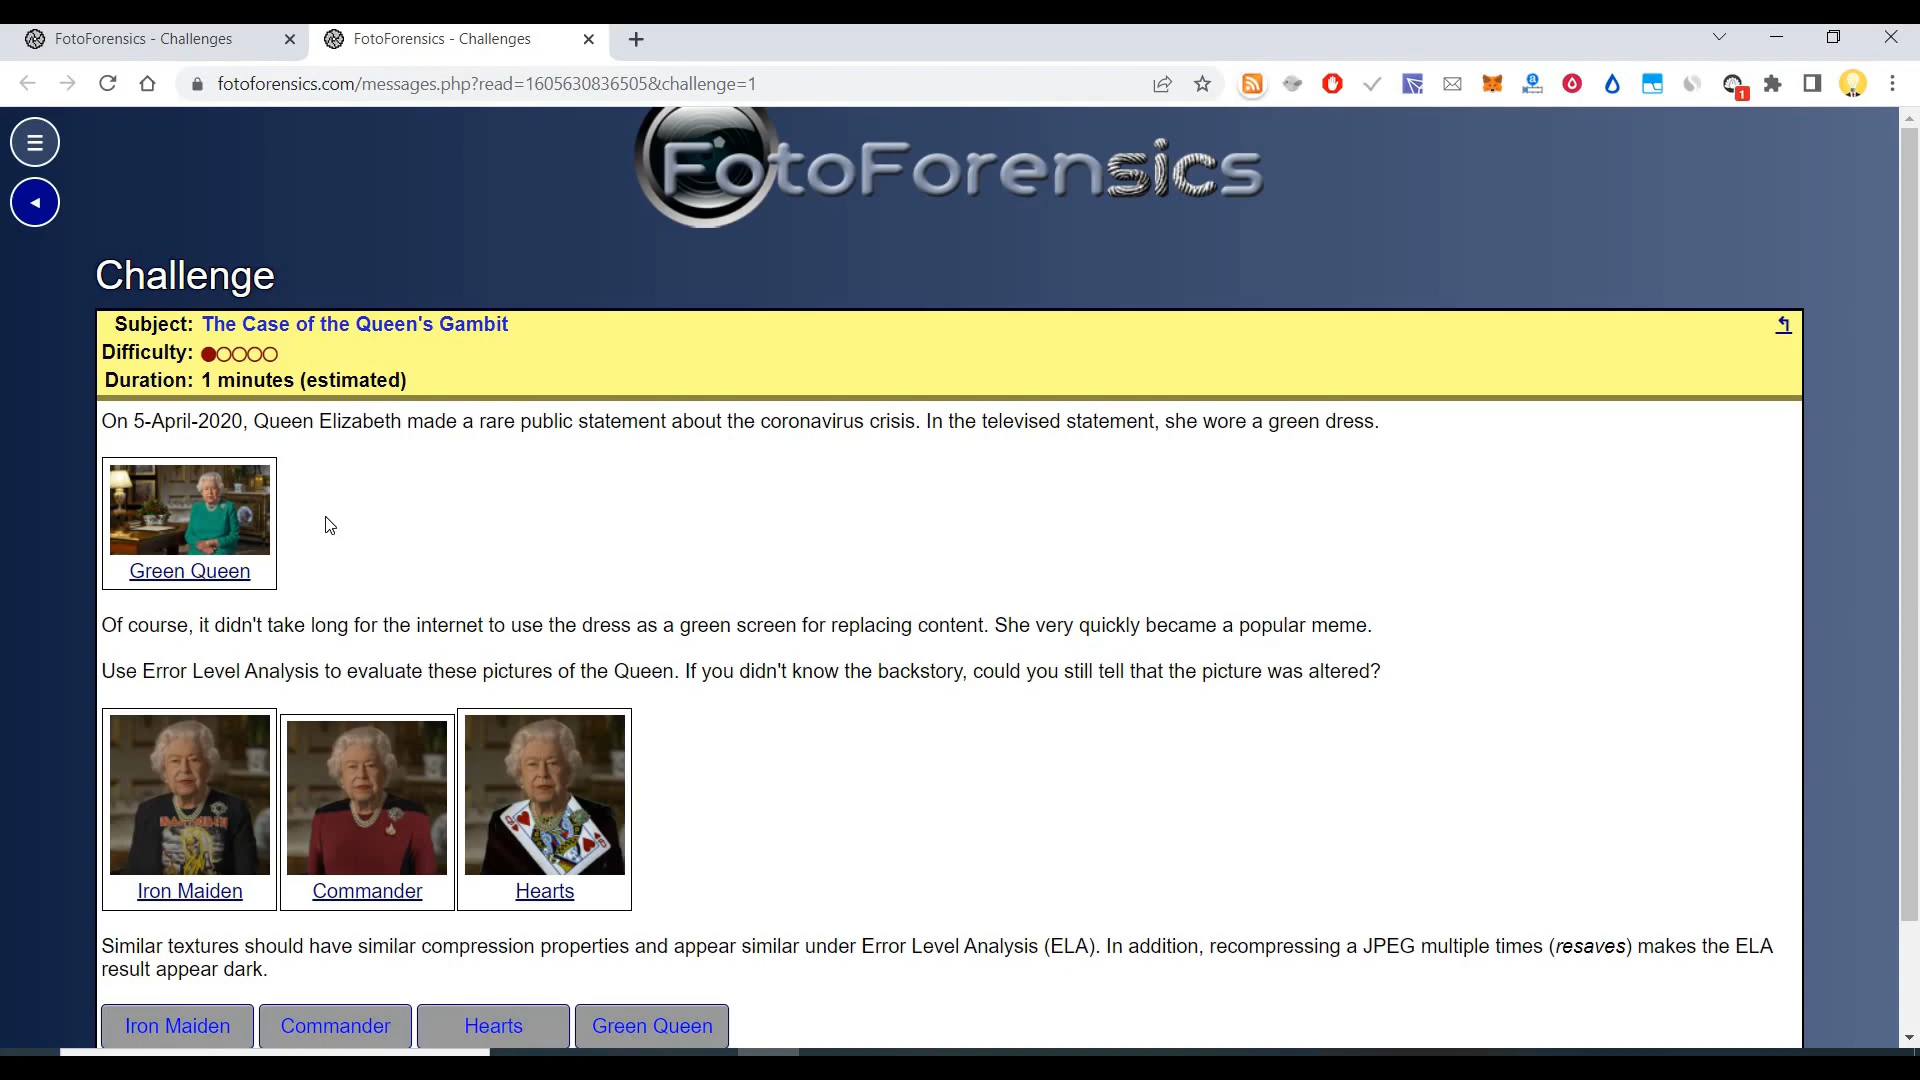 FotoForensics - Challenges
FotoForensics - Challenges
fotoforensics.com/messages.php?read=1605630836505&challenge=1
1
FotoForensics
Challenge
Subject: The Case of the Queen's Gambit
Difficulty:
Duration: 1 minutes (estimated)
On 5-April-2020, Queen Elizabeth made a rare public statement about the coronavirus crisis. In the televised statement, she wore a green dress.
Green Queen
Of course, it didn't take long for the internet to use the dress as a green screen for replacing content. She very quickly became a popular meme.
Use Error Level Analysis to evaluate these pictures of the Queen. If you didn't know the backstory, could you still tell that the picture was altered?
IRON MAIDEN
Iron Maiden Commander Hearts
Similar textures should have similar compression properties and appear similar under Error Level Analysis (ELA). In addition, recompressing a JPEG multiple times (resaves) makes the ELA
result appear dark.
Iron Maiden Commander Hearts Green Queen